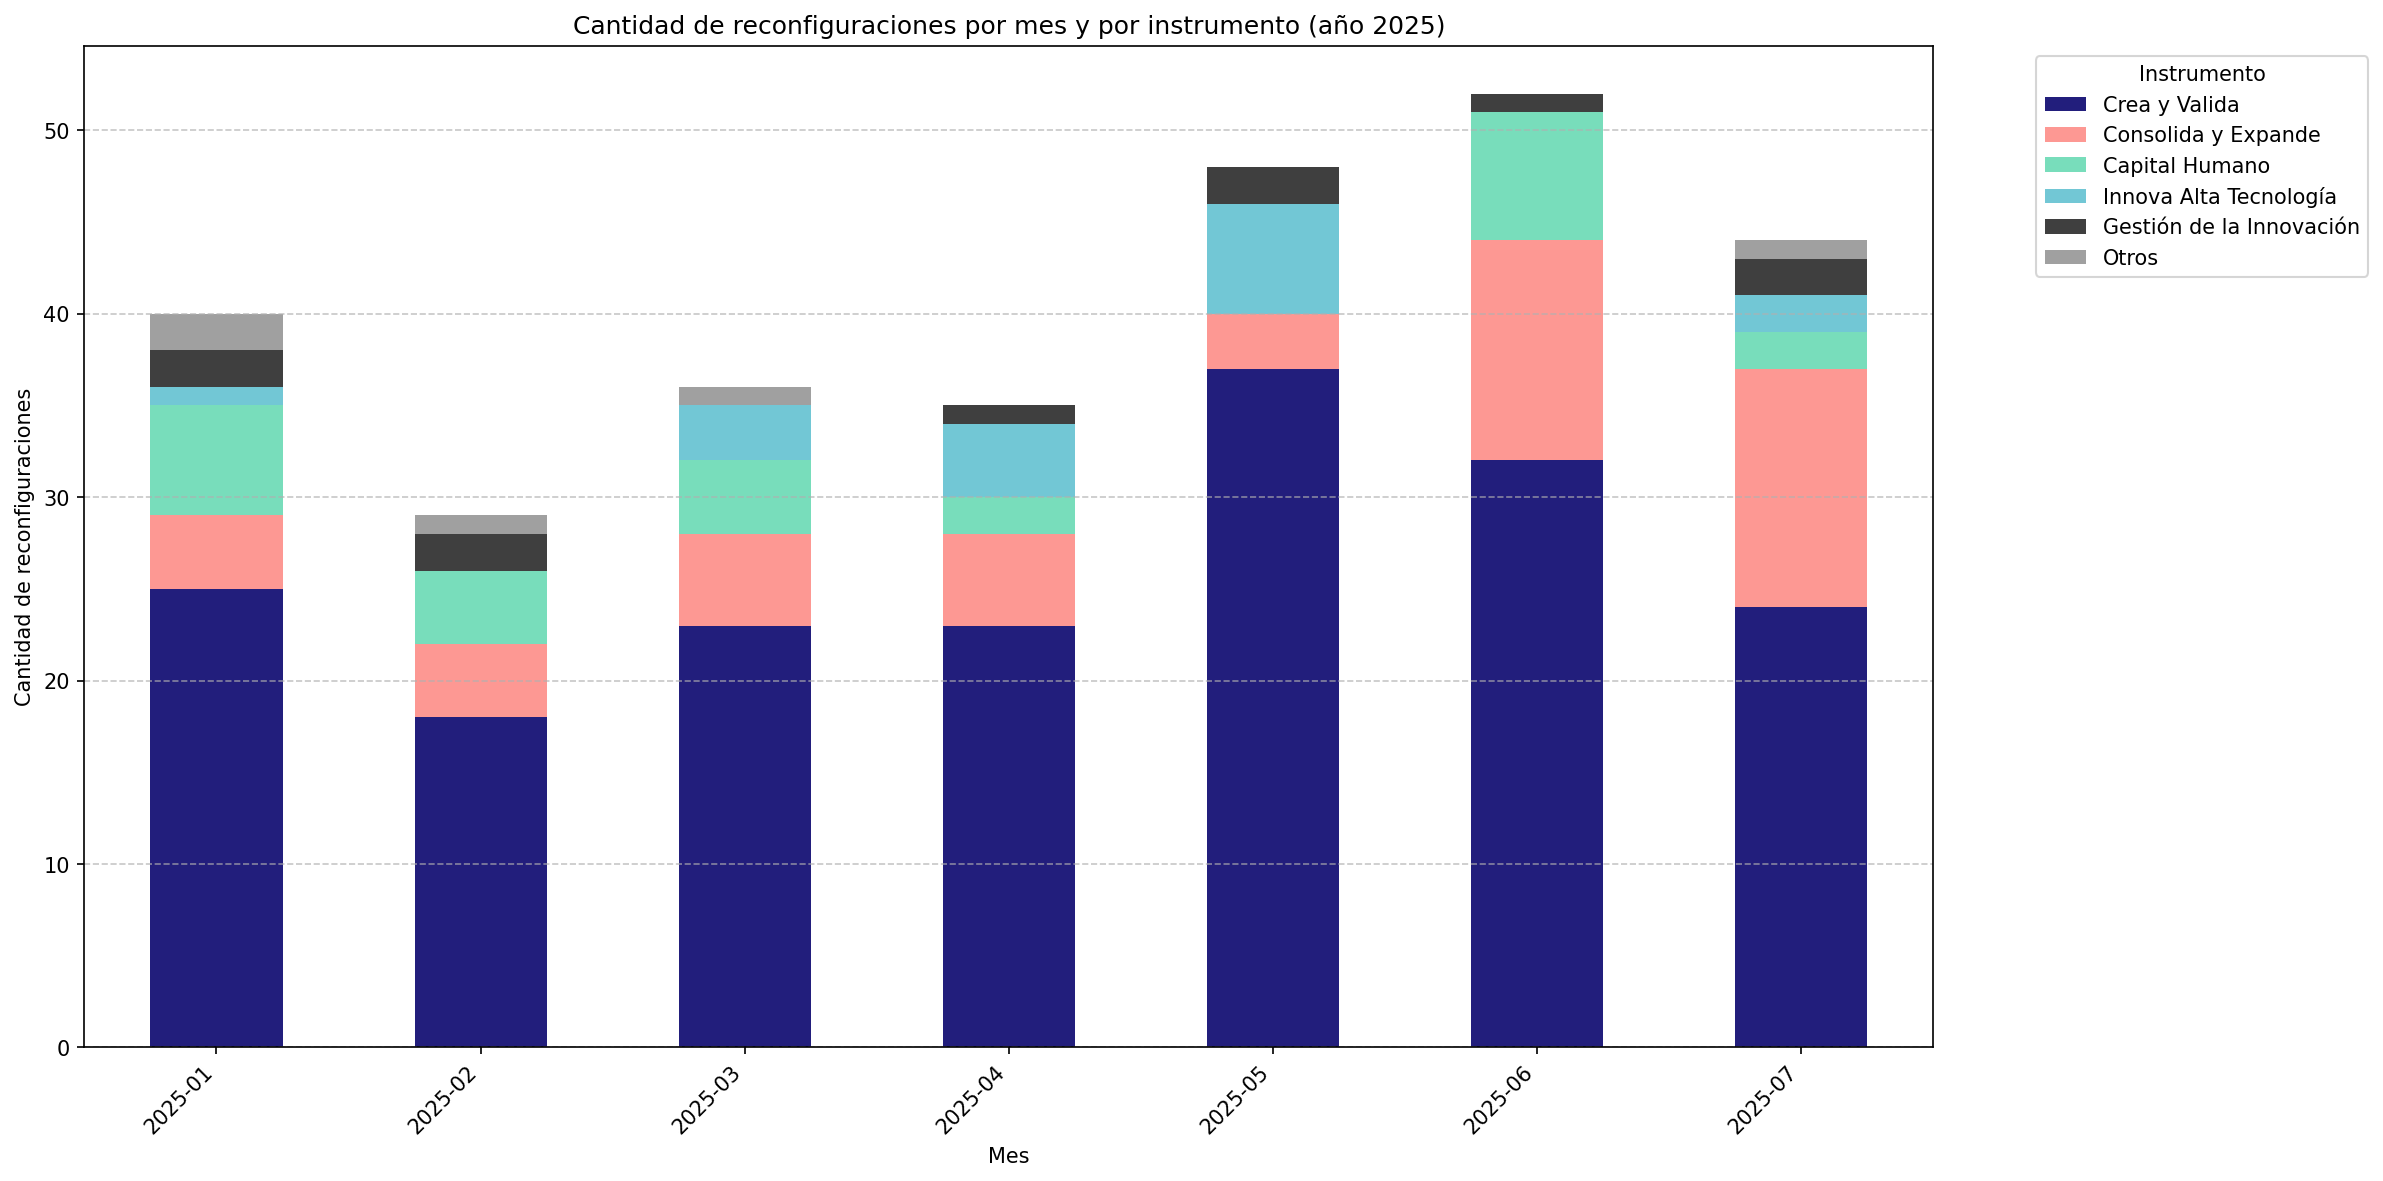 Cantidad de reconfiguraciones por mes y por instrumento (año 2025)
Instrumento
Crea y Valida
Consolida y Expande
Capital Humano
Innova Alta Tecnología
Gestión de la Innovación
Otros
Cantidad de reconfiguraciones
50
40
30
20
10
0
2025-01
2025-02
2025-03
2025-04
2025-05
2025-06
2025-07
Mes